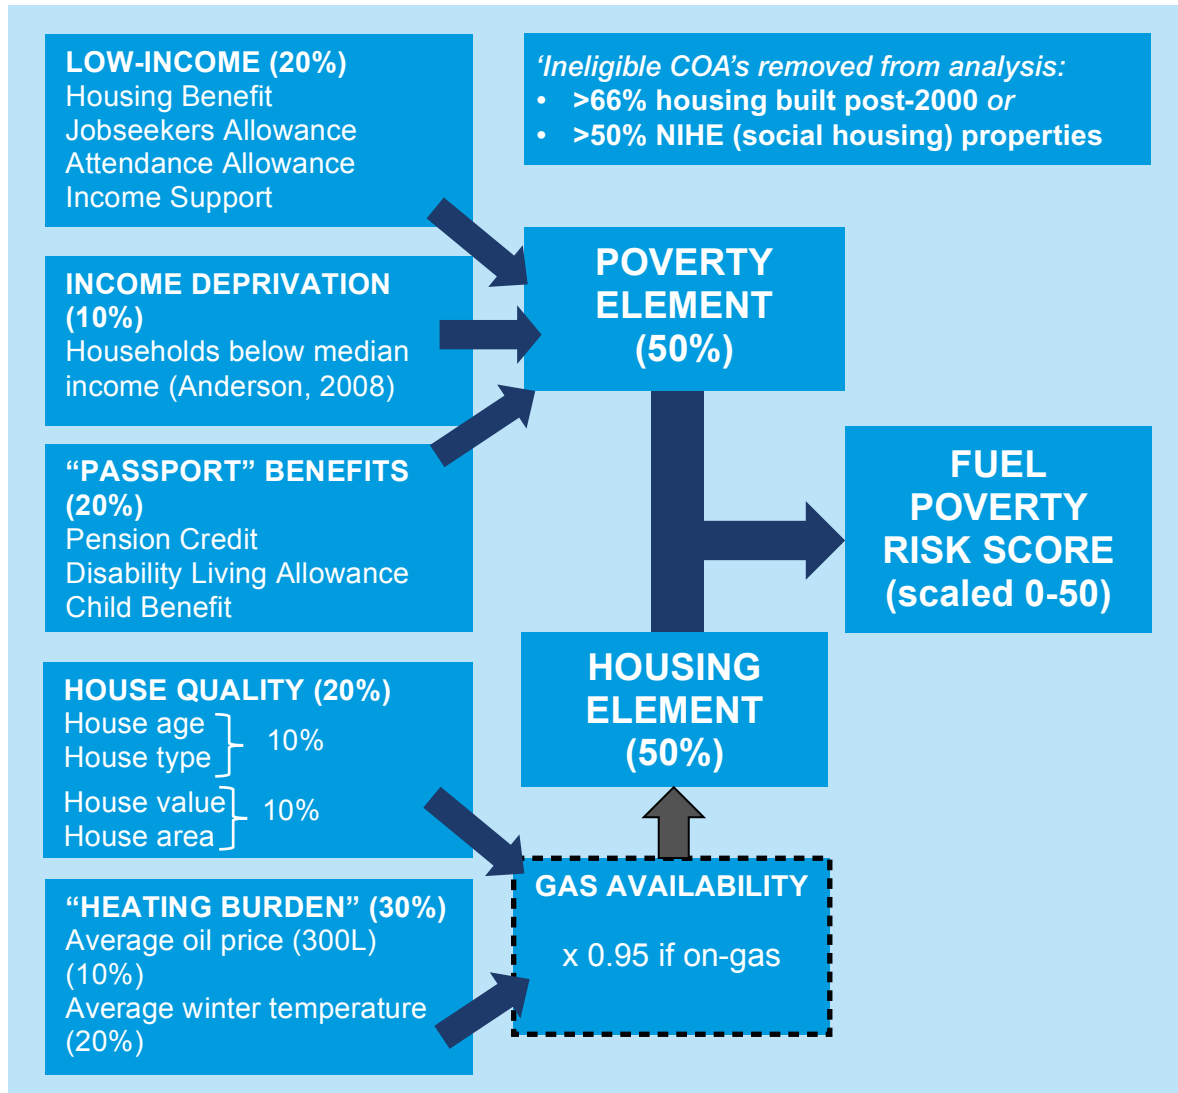 LOW-INCOME (20%)
Housing Benefit
Jobseekers Allowance
Attendance Allowance
Income Support
‘Ineligible COA's removed from analysis:
• >66% housing built post-2000 or
• >50% NIHE (social housing) properties
INCOME DEPRIVATION
(10%)
Households below median
income (Anderson, 2008)
POVERTY
ELEMENT
(50%)
“PASSPORT” BENEFITS
(20%)
Pension Credit
Disability Living Allowance
Child Benefit
FUEL
POVERTY
RISK SCORE
(scaled 0-50)
HOUSING
ELEMENT
(50%)
HOUSE QUALITY (20%)
House age
House type
10%
House value
House area
10%
“HEATING BURDEN” (30%)
Average oil price (300L)
(10%)
Average winter temperature
(20%)
GAS AVAILABILITY
x 0.95 if on-gas